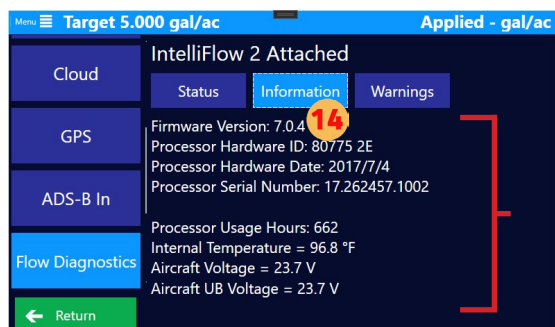 Menu Target 5.000 gal/ac Applied - gal/ac
IntelliFlow 2 Attached
Cloud
Status Information Warnings
14
GPS
Firmware Version: 7.0.4
Processor Hardware ID: 80775 2E
Processor Hardware Date: 2017/7/4
Processor Serial Number: 17.262457.1002
ADS-B In
Processor Usage Hours: 662
Internal Temperature = 96.8 °F
Flow Diagnostics
Aircraft Voltage = 23.7 V
Aircraft UB Voltage = 23.7 V
Return